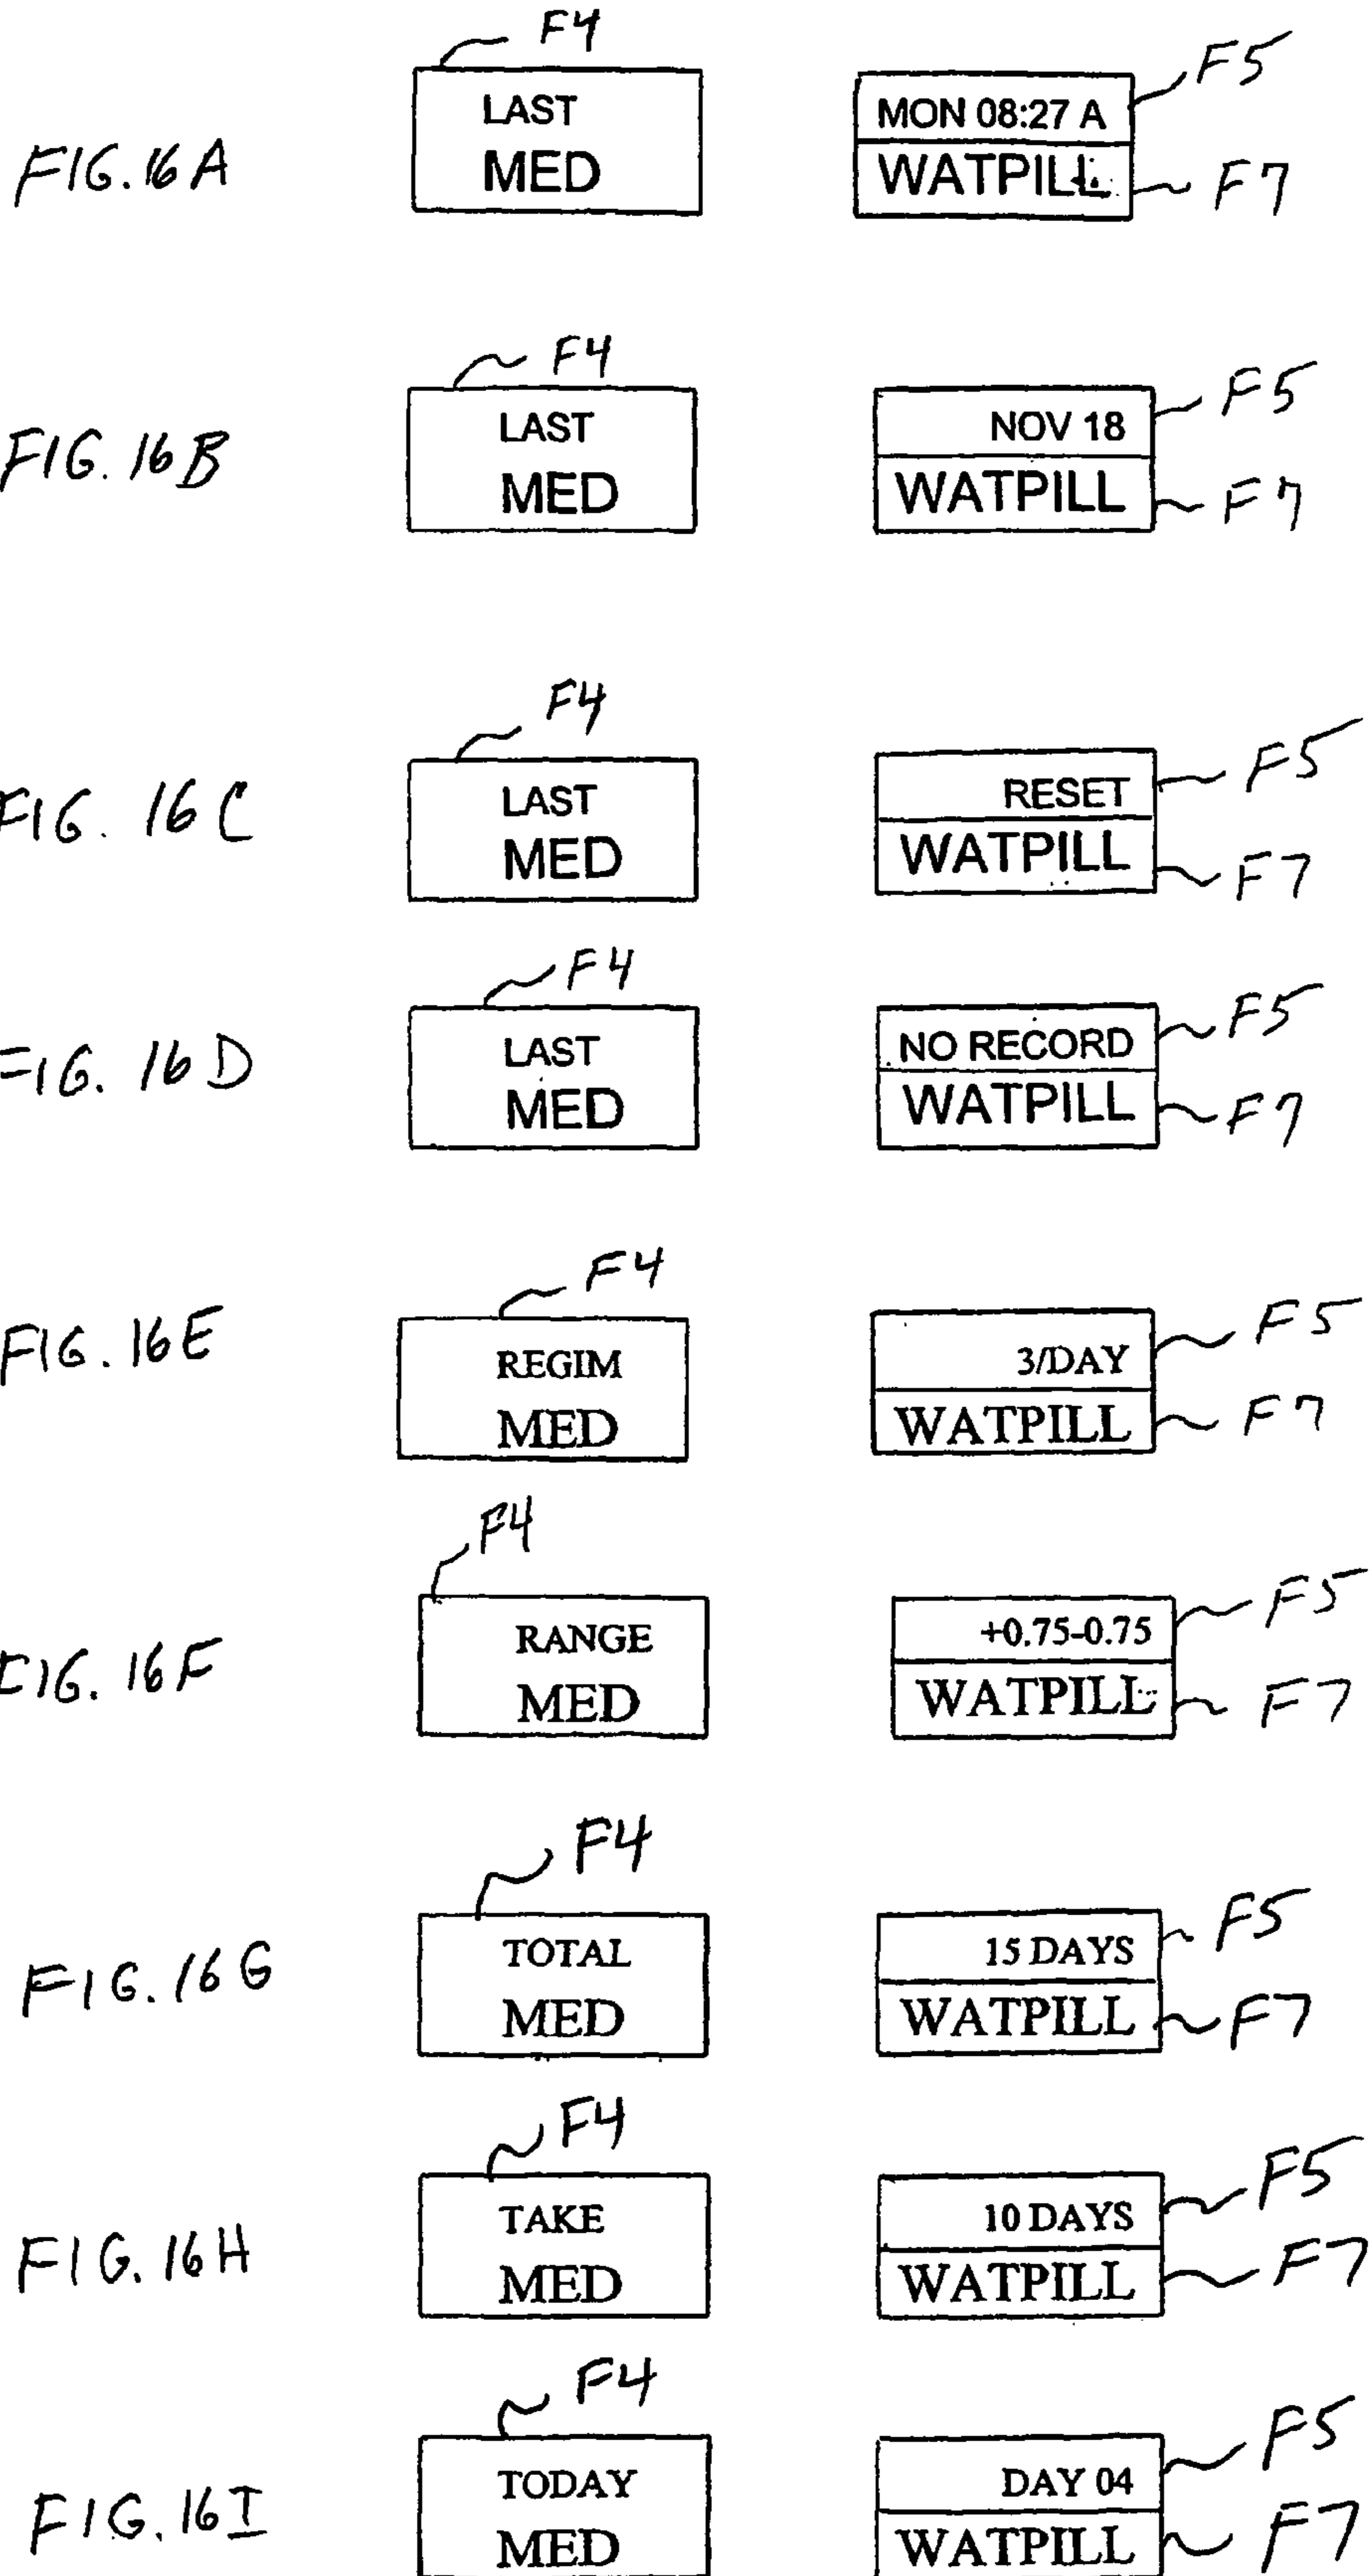 F4
F5
LAST
MON 08:27 A
FIG. 16A
MED
WATPILL
F7
F4
F5
LAST
NOV 18
FIG. 16B
MED
WATPILL
F7
F4
F5
LAST
RESET
FIG. 16C
MED
WATPILL
F7
F4
F5
LAST
NO RECORD
FIG. 16D
MED
WATPILL
F7
F4
F5
REGIM
3/DAY
FIG. 16E
MED
WATPILL
F7
F4
F5
RANGE
+0.75-0.75
FIG. 16F
MED
WATPILL
F7
F4
F5
TOTAL
15 DAYS
FIG. 16G
MED
WATPILL
F7
F4
F5
TAKE
10 DAYS
FIG. 16H
MED
WATPILL
F7
F4
F5
TODAY
DAY 04
FIG. 16I
MED
WATPILL
F7